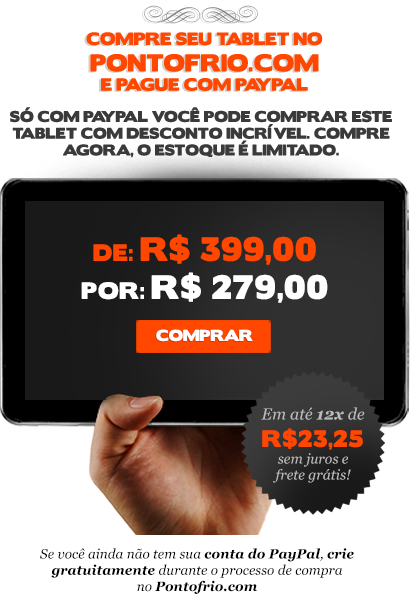 COMPRE SEU TABLET NO
PONTOFRIO.COM
E PAGUE COM PAYPAL
SÓ COM PAYPAL VOCÊ PODE COMPRAR ESTE
TABLET COM DESCONTO INCRÍVEL. COMPRE
AGORA, O ESTOQUE É LIMITADO.
DE: R$ 399,00
POR: R$ 279,00
COMPRAR
Em até 12x de
R$23,25
sem juros e
frete grátis!
Se você ainda não tem sua conta do PayPal, crie
gratuitamente durante o processo de compra
no Pontofrio.com